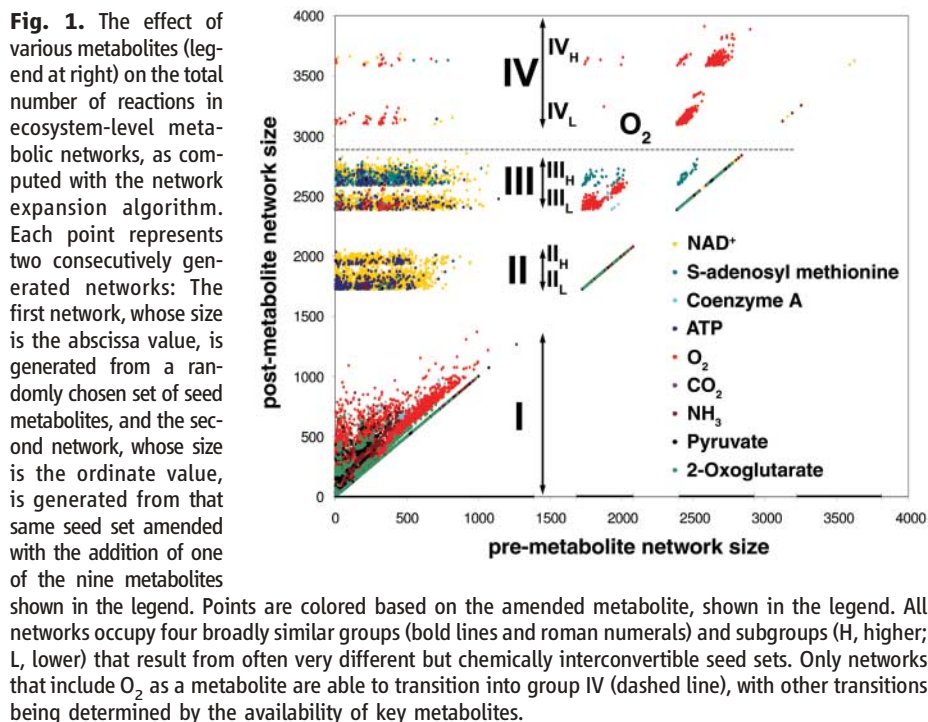 Fig. 1. The effect of
various metabolites (leg-
end at right) on the total
number of reactions in
ecosystem-level meta-
bolic networks, as com-
puted with the network
expansion algorithm.
Each point represents
two consecutively gen-
erated networks: The
first network, whose size
is the abscissa value, is
generated from a ran-
domly chosen set of seed
metabolites, and the sec-
ond network, whose size
is the ordinate value,
is generated from that
same seed set amended
with the addition of one
of the nine metabolites
shown in the legend. Points are colored based on the amended metabolite, shown in the legend. All
networks occupy four broadly similar groups (bold lines and roman numerals) and subgroups (H, higher;
L, lower) that result from often very different but chemically interconvertible seed sets. Only networks
that include O₂ as a metabolite are able to transition into group IV (dashed line), with other transitions
being determined by the availability of key metabolites.
post-metabolite network size
4000
3500
3000
2500
2000
1500
1000
500
0
IV
IV_H
IV_L
O₂
III
III_H
III_L
II
II_H
II_L
I
NAD⁺
S-adenosyl methionine
Coenzyme A
ATP
O₂
CO₂
NH₃
Pyruvate
2-Oxoglutarate
0 500 1000 1500 2000 2500 3000 3500 4000
pre-metabolite network size